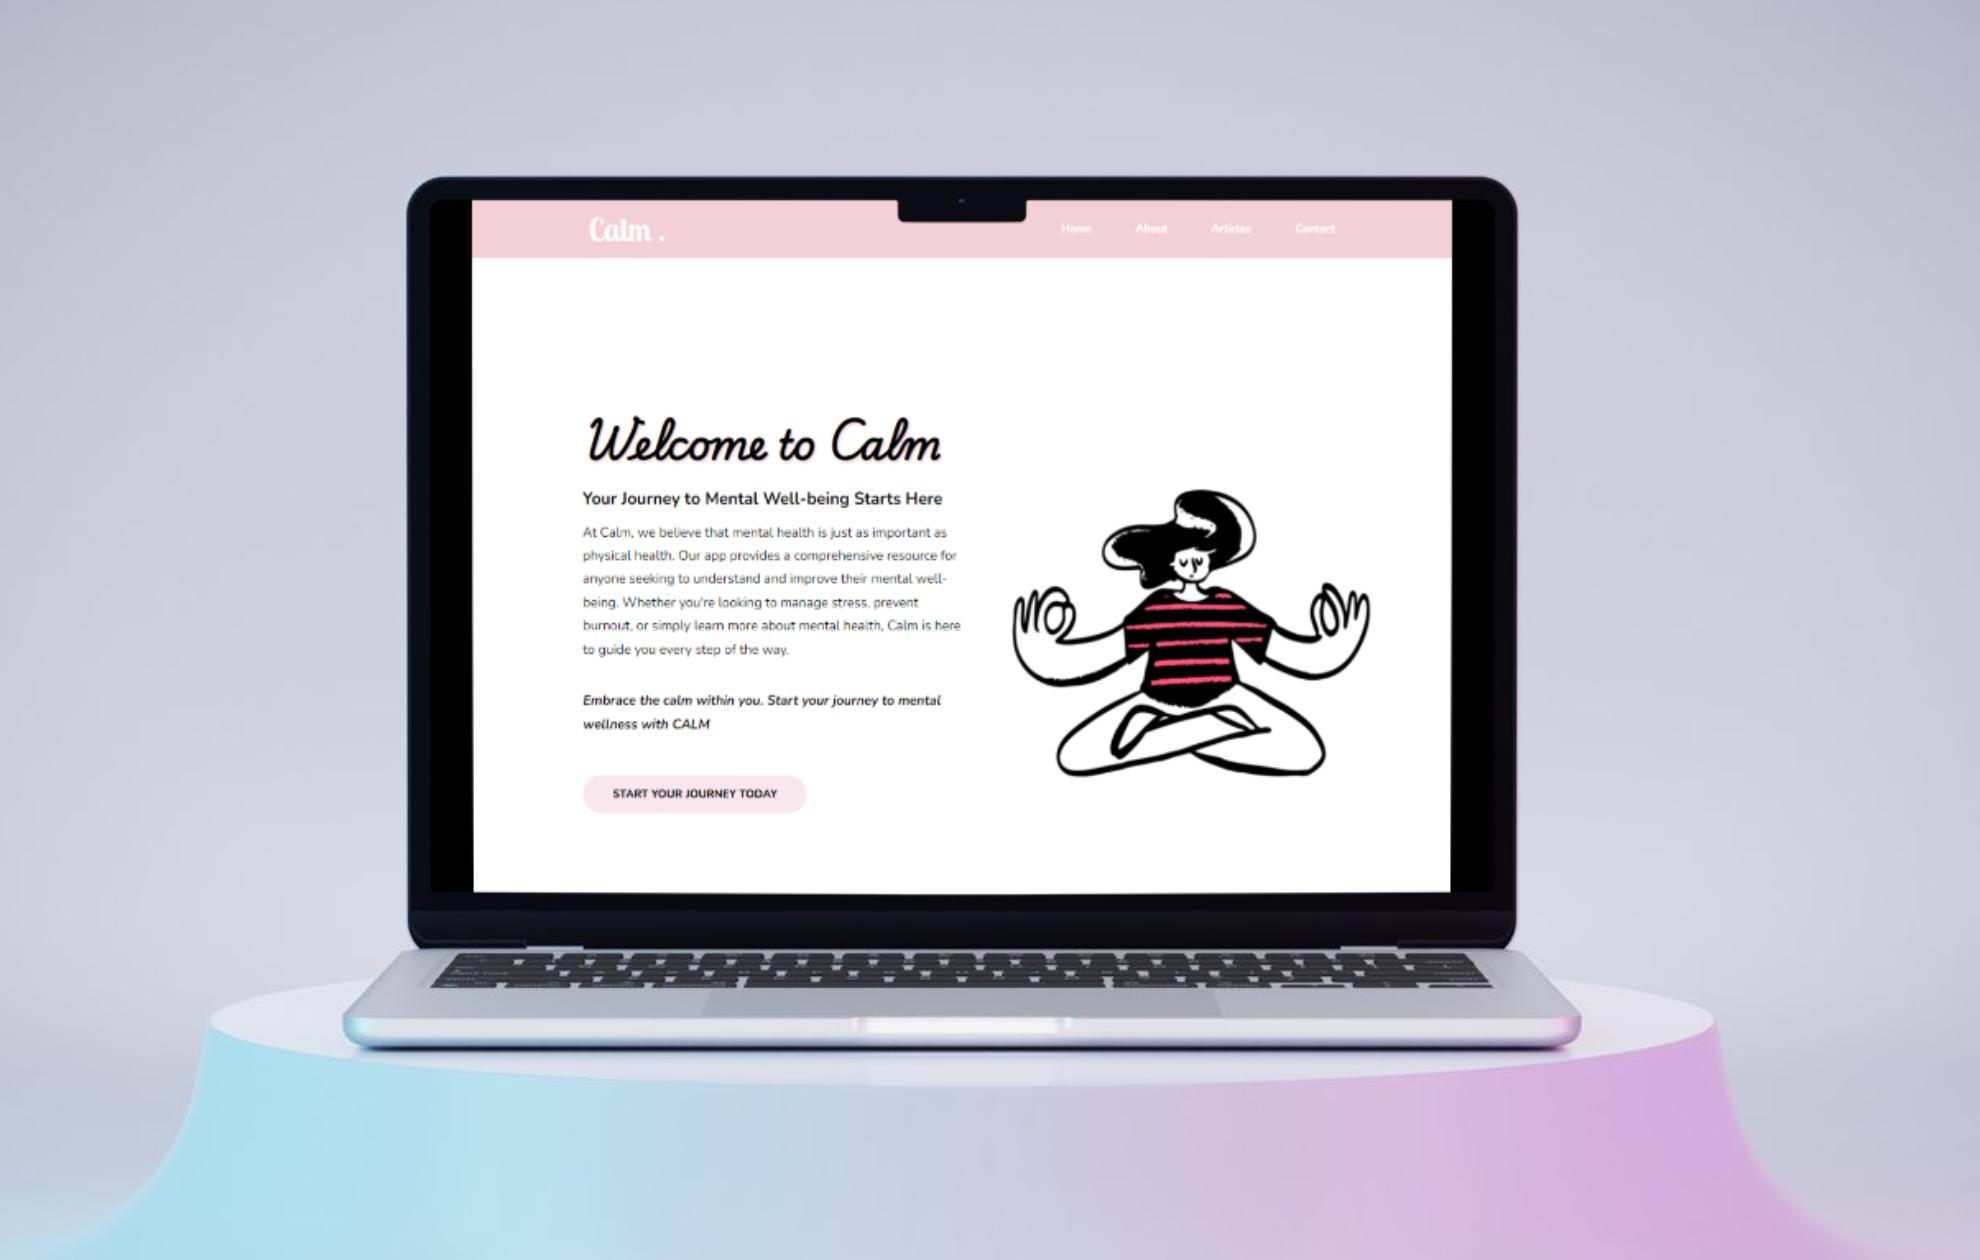 Calm .
Home About Articles Contact
Welcome to Calm
Your Journey to Mental Well-being Starts Here
At Calm, we believe that mental health is just as important as
physical health. Our app provides a comprehensive resource for
anyone seeking to understand and improve their mental well-
being. Whether you're looking to manage stress, prevent
burnout, or simply learn more about mental health, Calm is here
to guide you every step of the way.
Embrace the calm within you. Start your journey to mental
wellness with CALM
START YOUR JOURNEY TODAY